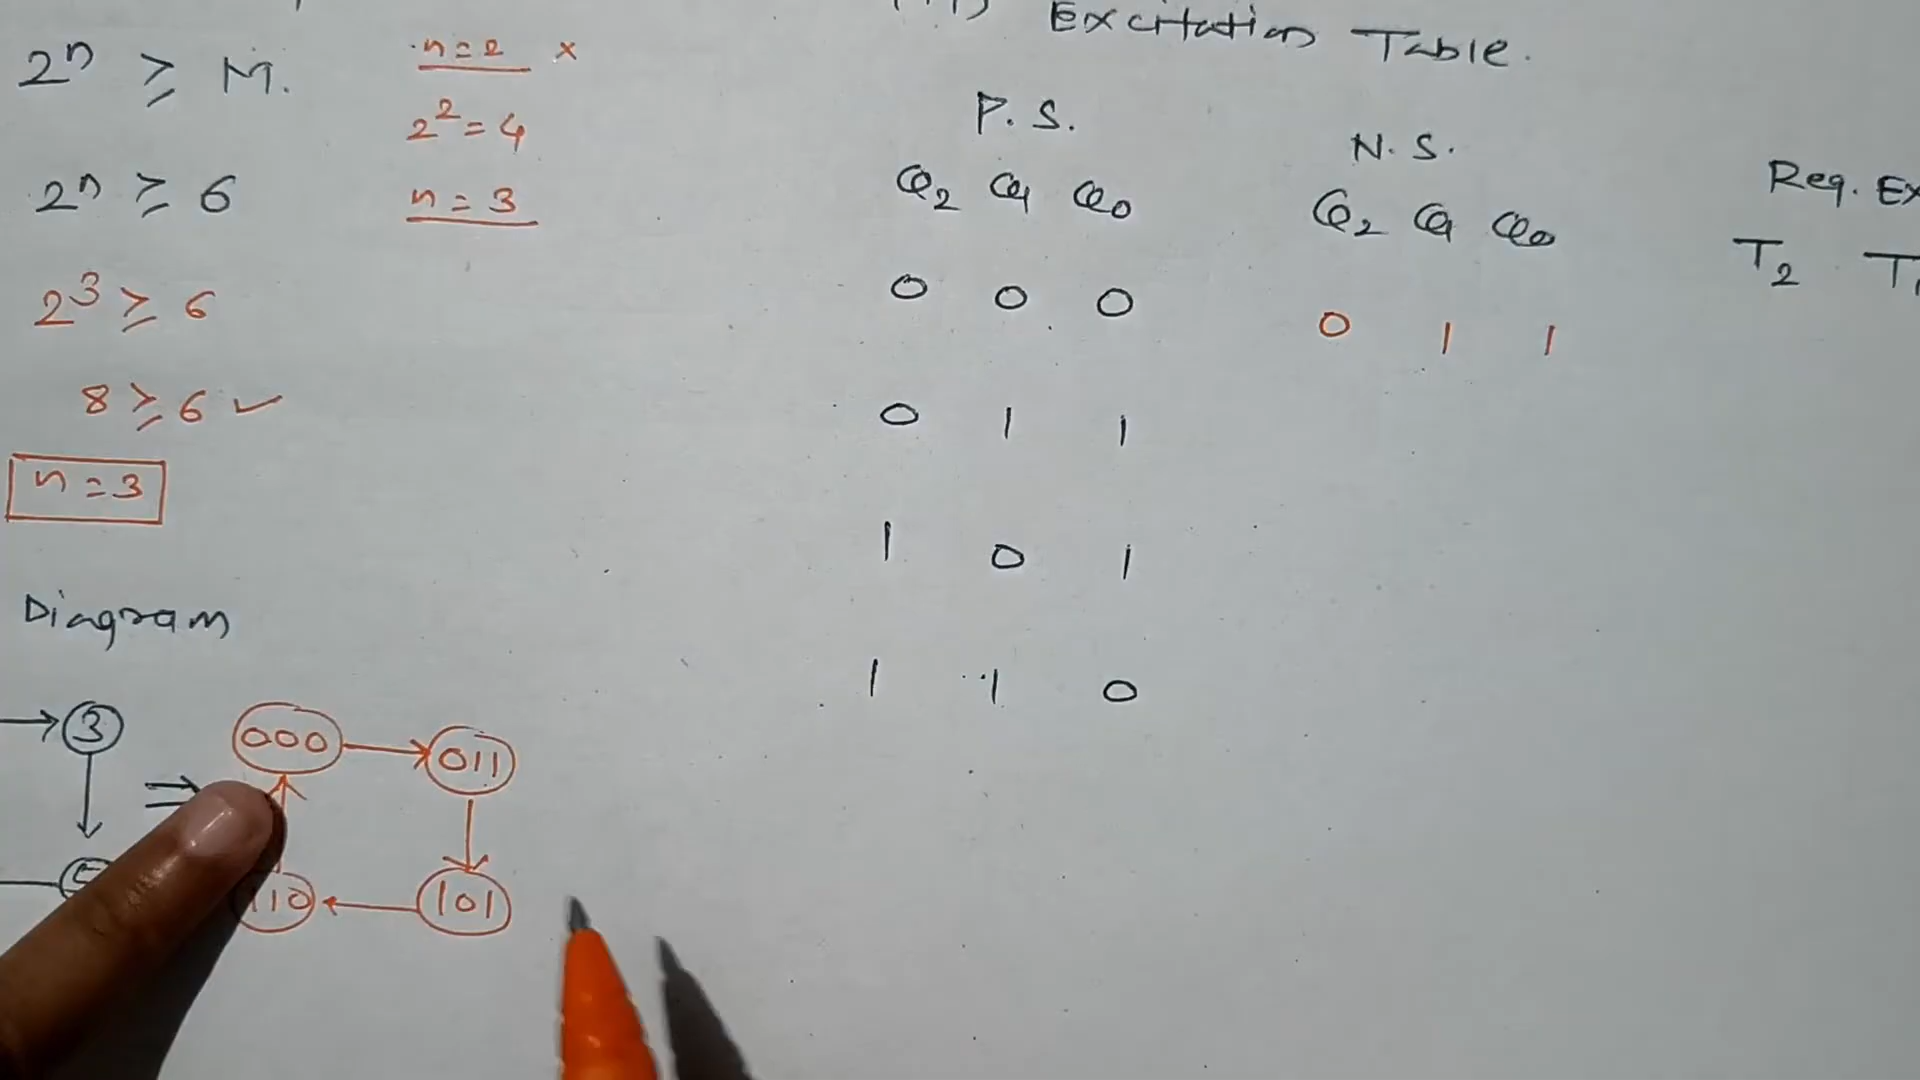 2ⁿ ≥ M.
2ⁿ ≥ 6
2³ ≥ 6
8 ≥ 6 ✓
n = 3
n = 2 ×
2² = 4
n = 3
Diagram
3
000 → 011
110 ← 101
Excitation Table.
P. S.
N. S.
Req. Ex
Q₂ Q₁ Q₀
Q₂ Q₁ Q₀
T₂ T₁
0 0 0
0 1 1
0 1 1
1 0 1
1 1 0